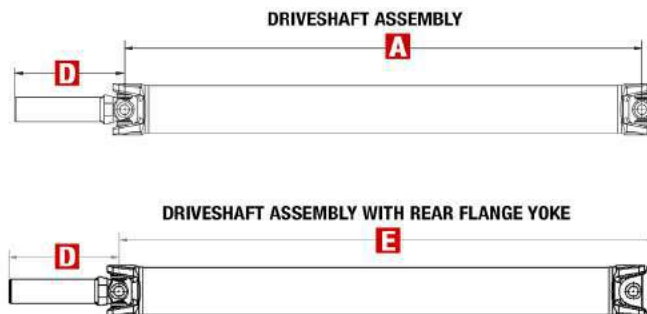 DRIVESHAFT ASSEMBLY
A
D
DRIVESHAFT ASSEMBLY WITH REAR FLANGE YOKE
E
D